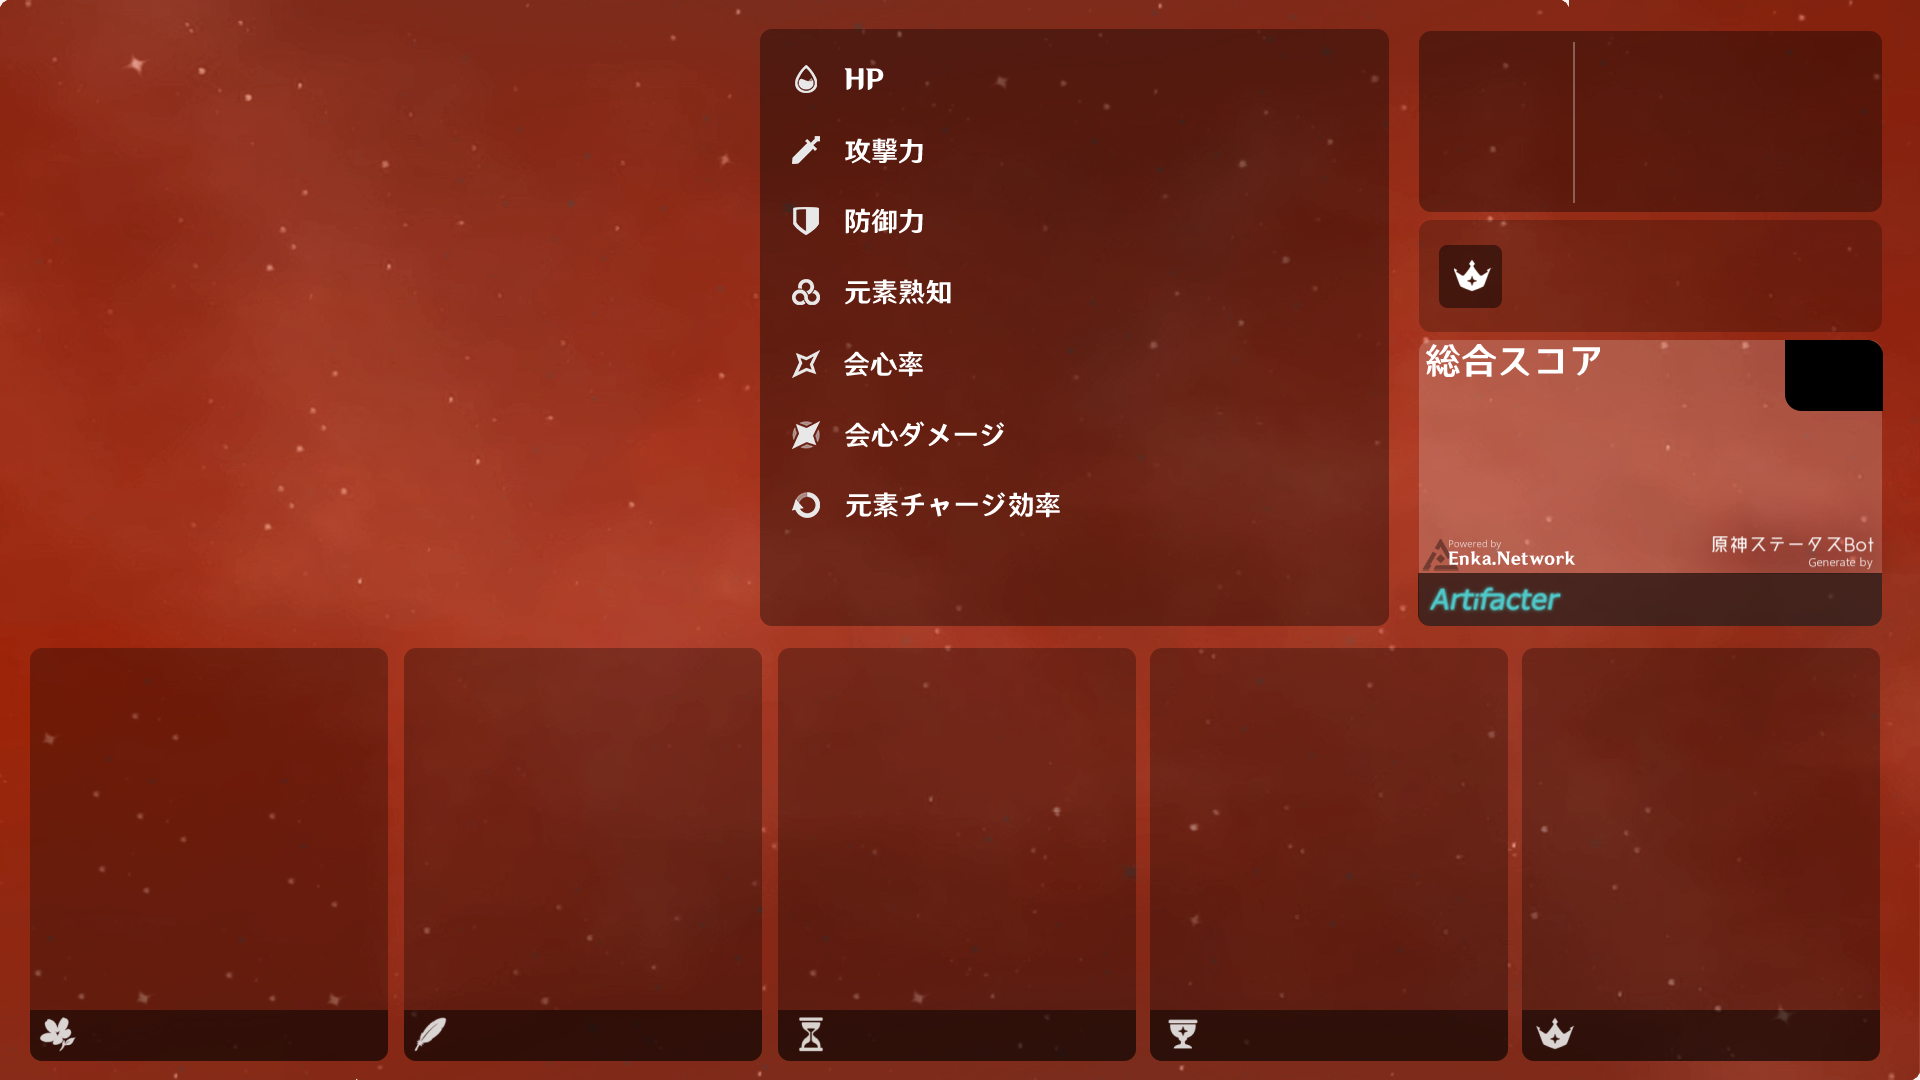 HP
攻撃力
防御力
元素熟知
会心率
会心ダメージ
元素チャージ効率
総合スコア
Powered by
Enka.Network
原神ステータスBot
Generate by
Artifacter